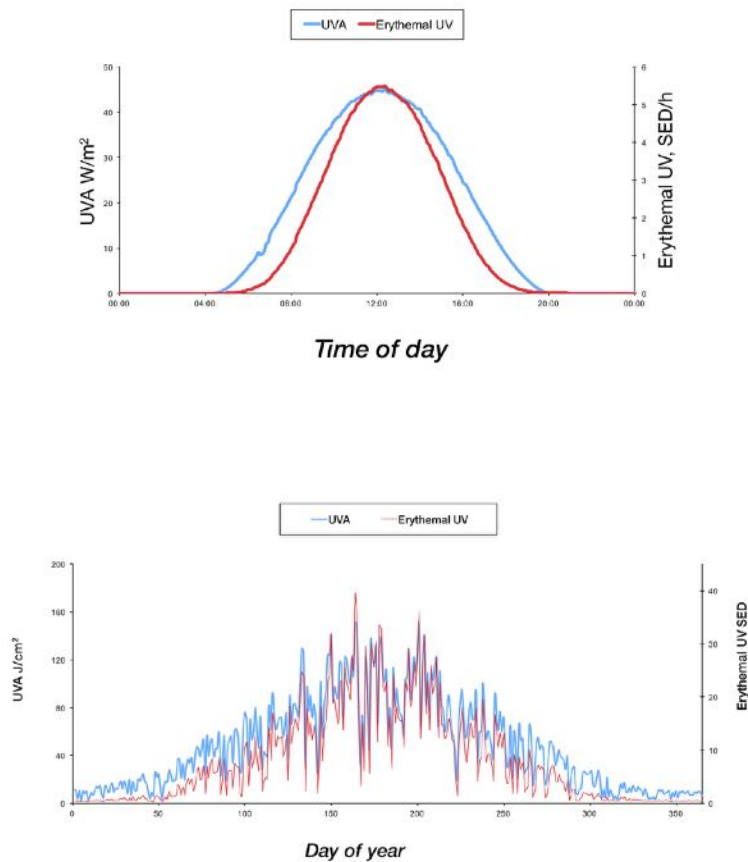 UVA Erythemal UV
50
40
30
20
10
0
UVA W/m²
6
5
4
3
2
1
0
Erythemal UV, SED/h
00:00 04:00 08:00 12:00 16:00 20:00 00:00
Time of day
UVA Erythemal UV
200
160
120
80
40
0
UVA J/cm²
40
30
20
10
0
Erythemal UV SED
0 50 100 150 200 250 300 350
Day of year